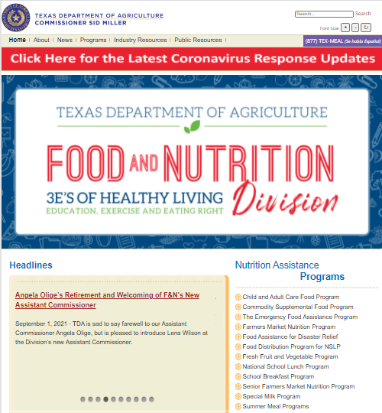 TEXAS DEPARTMENT OF AGRICULTURE
COMMISSIONER SID MILLER
Search...
Search
Font Size
Home | About | News | Programs | Industry Resources | Public Resources |
(877) TEX-MEAL (Se habla Español)
Click Here for the Latest Coronavirus Response Updates
TEXAS DEPARTMENT OF AGRICULTURE
FOOD AND NUTRITION
3E'S OF HEALTHY LIVING
Division
EDUCATION, EXERCISE AND EATING RIGHT
Headlines
Angela Olige's Retirement and Welcoming of F&N's New
Assistant Commissioner
September 1, 2021 - TDA is sad to say farewell to our Assistant
Commissioner Angela Olige, but is pleased to introduce Lena Wilson at
the Division's new Assistant Commissioner.
Nutrition Assistance
Programs
Child and Adult Care Food Program
Commodity Supplemental Food Program
The Emergency Food Assistance Program
Farmers Market Nutrition Program
Food Assistance for Disaster Relief
Food Distribution Program for NSLP
Fresh Fruit and Vegetable Program
National School Lunch Program
School Breakfast Program
Senior Farmers Market Nutrition Program
Special Milk Program
Summer Meal Programs